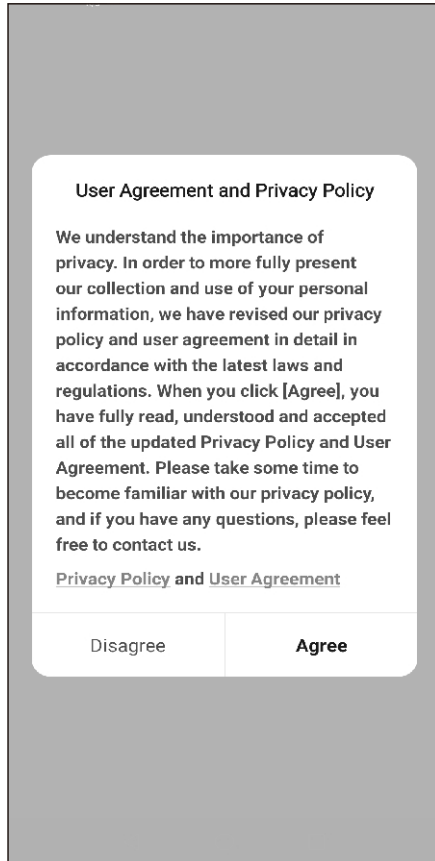 User Agreement and Privacy Policy
We understand the importance of
privacy. In order to more fully present
our collection and use of your personal
information, we have revised our privacy
policy and user agreement in detail in
accordance with the latest laws and
regulations. When you click [Agree], you
have fully read, understood and accepted
all of the updated Privacy Policy and User
Agreement. Please take some time to
become familiar with our privacy policy,
and if you have any questions, please feel
free to contact us.
Privacy Policy and User Agreement
Disagree
Agree